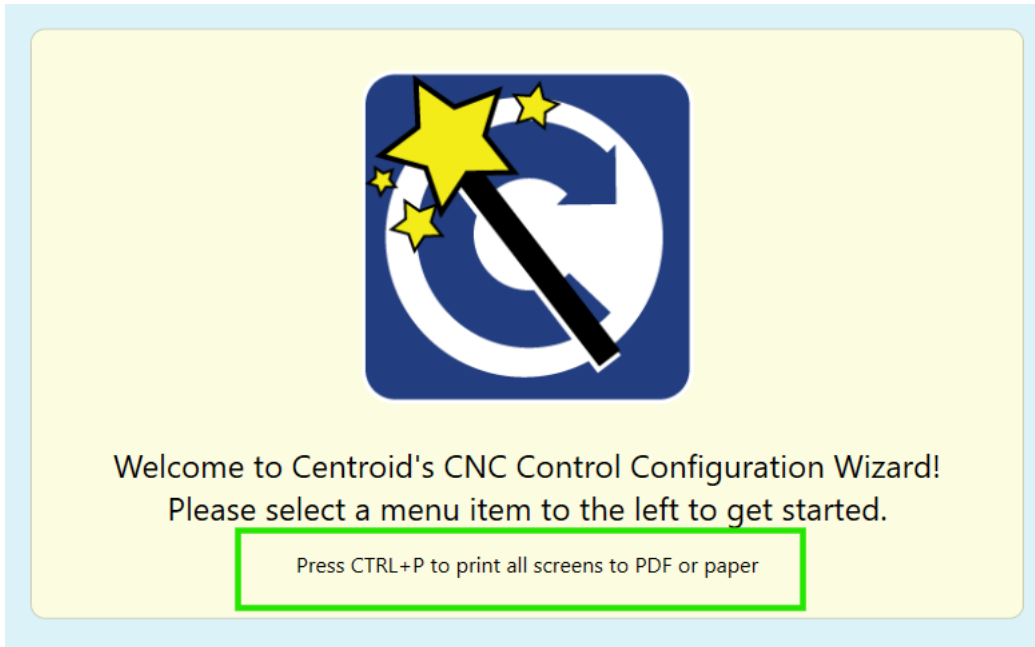 Welcome to Centroid's CNC Control Configuration Wizard!
Please select a menu item to the left to get started.
Press CTRL+P to print all screens to PDF or paper